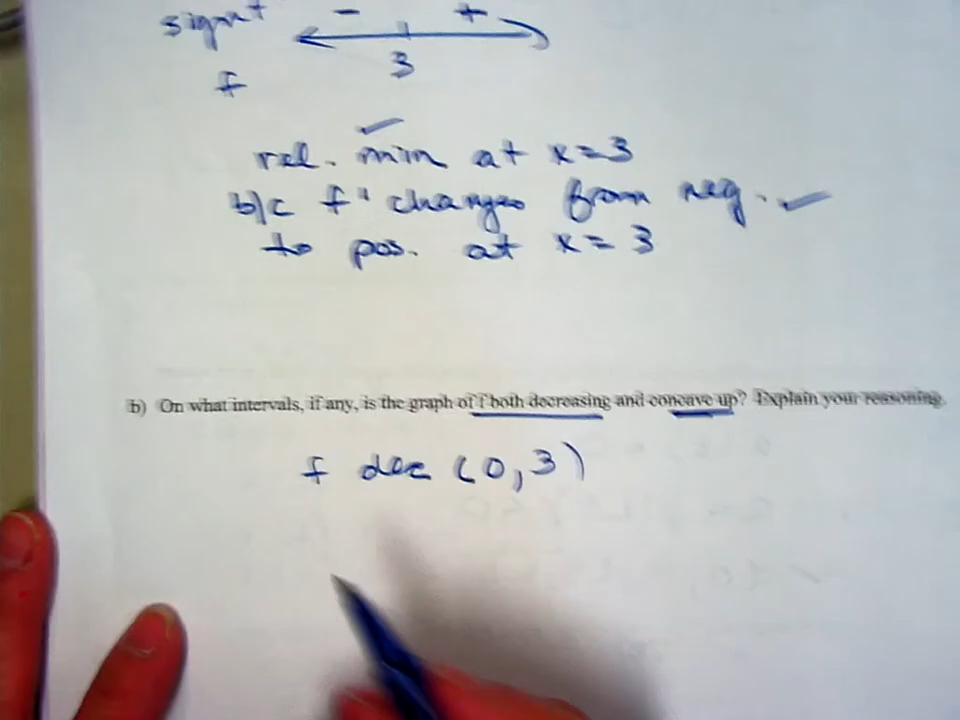 sign f'
- +
3
f
rel. min at x=3
b/c f' changes from neg.
to pos. at x=3
b) On what intervals, if any, is the graph of f both decreasing and concave up? Explain your reasoning.
f dec (0,3)